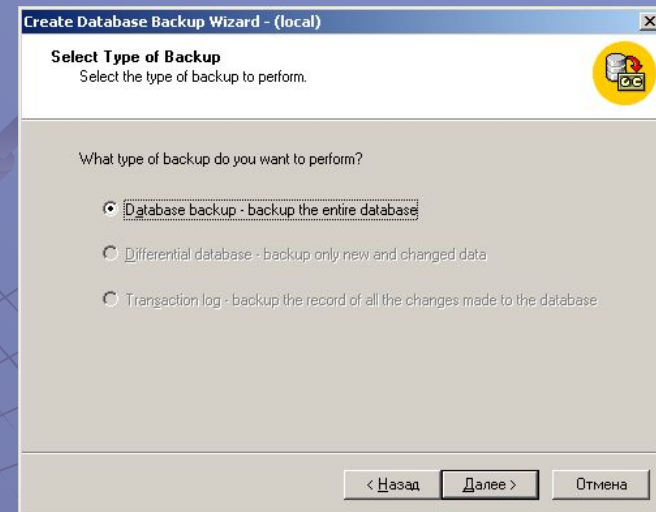 Create Database Backup Wizard - (local)
Select Type of Backup
Select the type of backup to perform.
What type of backup do you want to perform?
Database backup - backup the entire database
Differential database - backup only new and changed data
Transaction log - backup the record of all the changes made to the database
< Назад Далее > Отмена